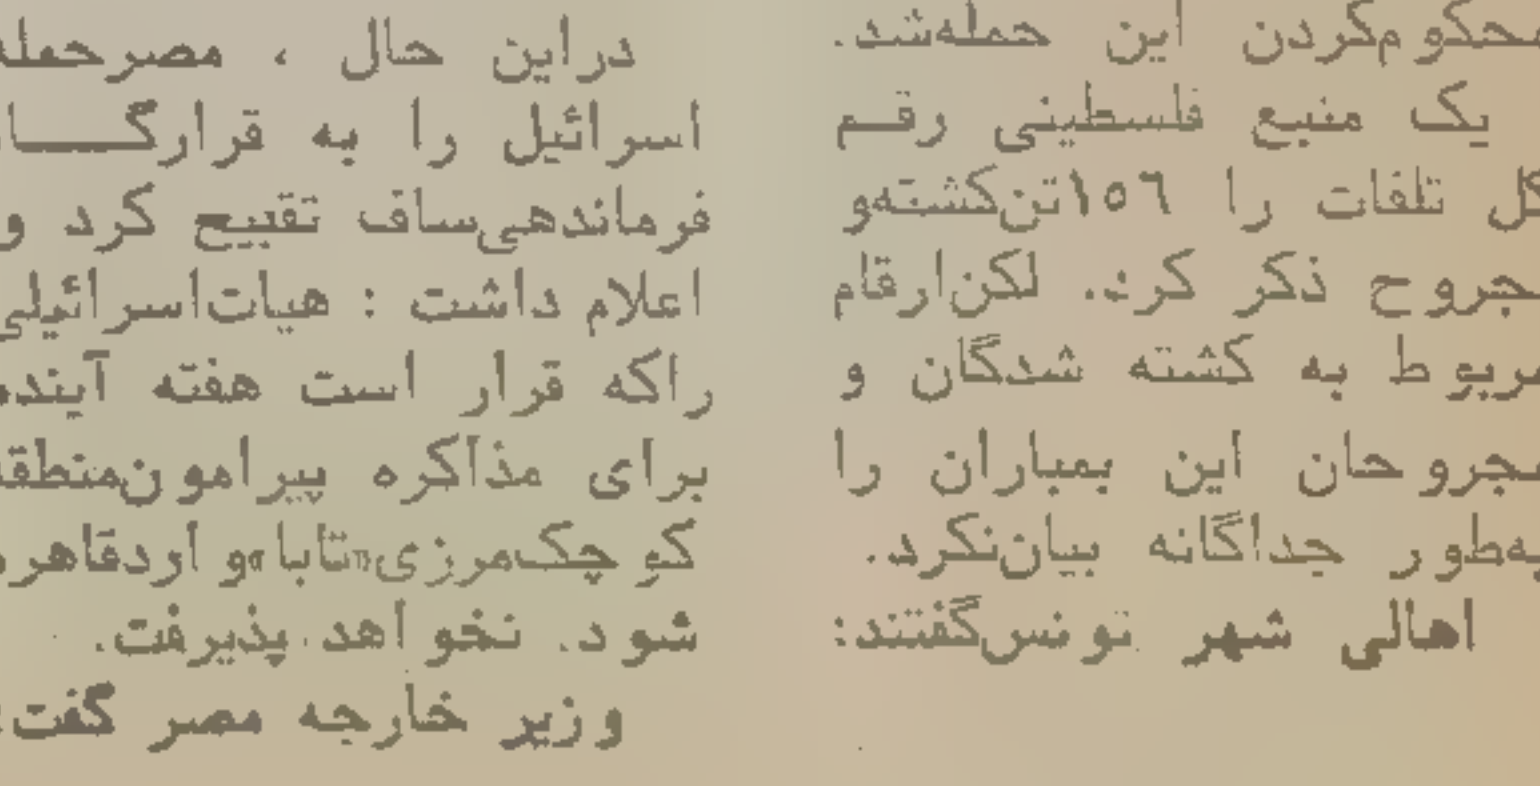 محکوم‌کردن این حمله‌شد.
یک منبع فلسطینی رقم
کل تلفات را ۱۵۶تن‌کشته‌و
مجروح ذکر کرد. لکن‌ارقام
مربوط به کشته شدگان و
مجروحان این بمباران را
به‌طور جداگانه بیان‌نکرد.
اهالی شهر تونس‌گفتند:
دراین حال ، مصرحمله
اسرائیل را به قرارگـــاه
فرماندهی‌ساف تقبیح کرد و
اعلام داشت : هیات‌اسرائیلی
راکه قرار است هفته آینده
برای مذاکره پیرامون‌منطقه
کوچک‌مرزی«تابا»و اردقاهره
شود. نخواهد پذیرفت.
وزیر خارجه مصر گفت: